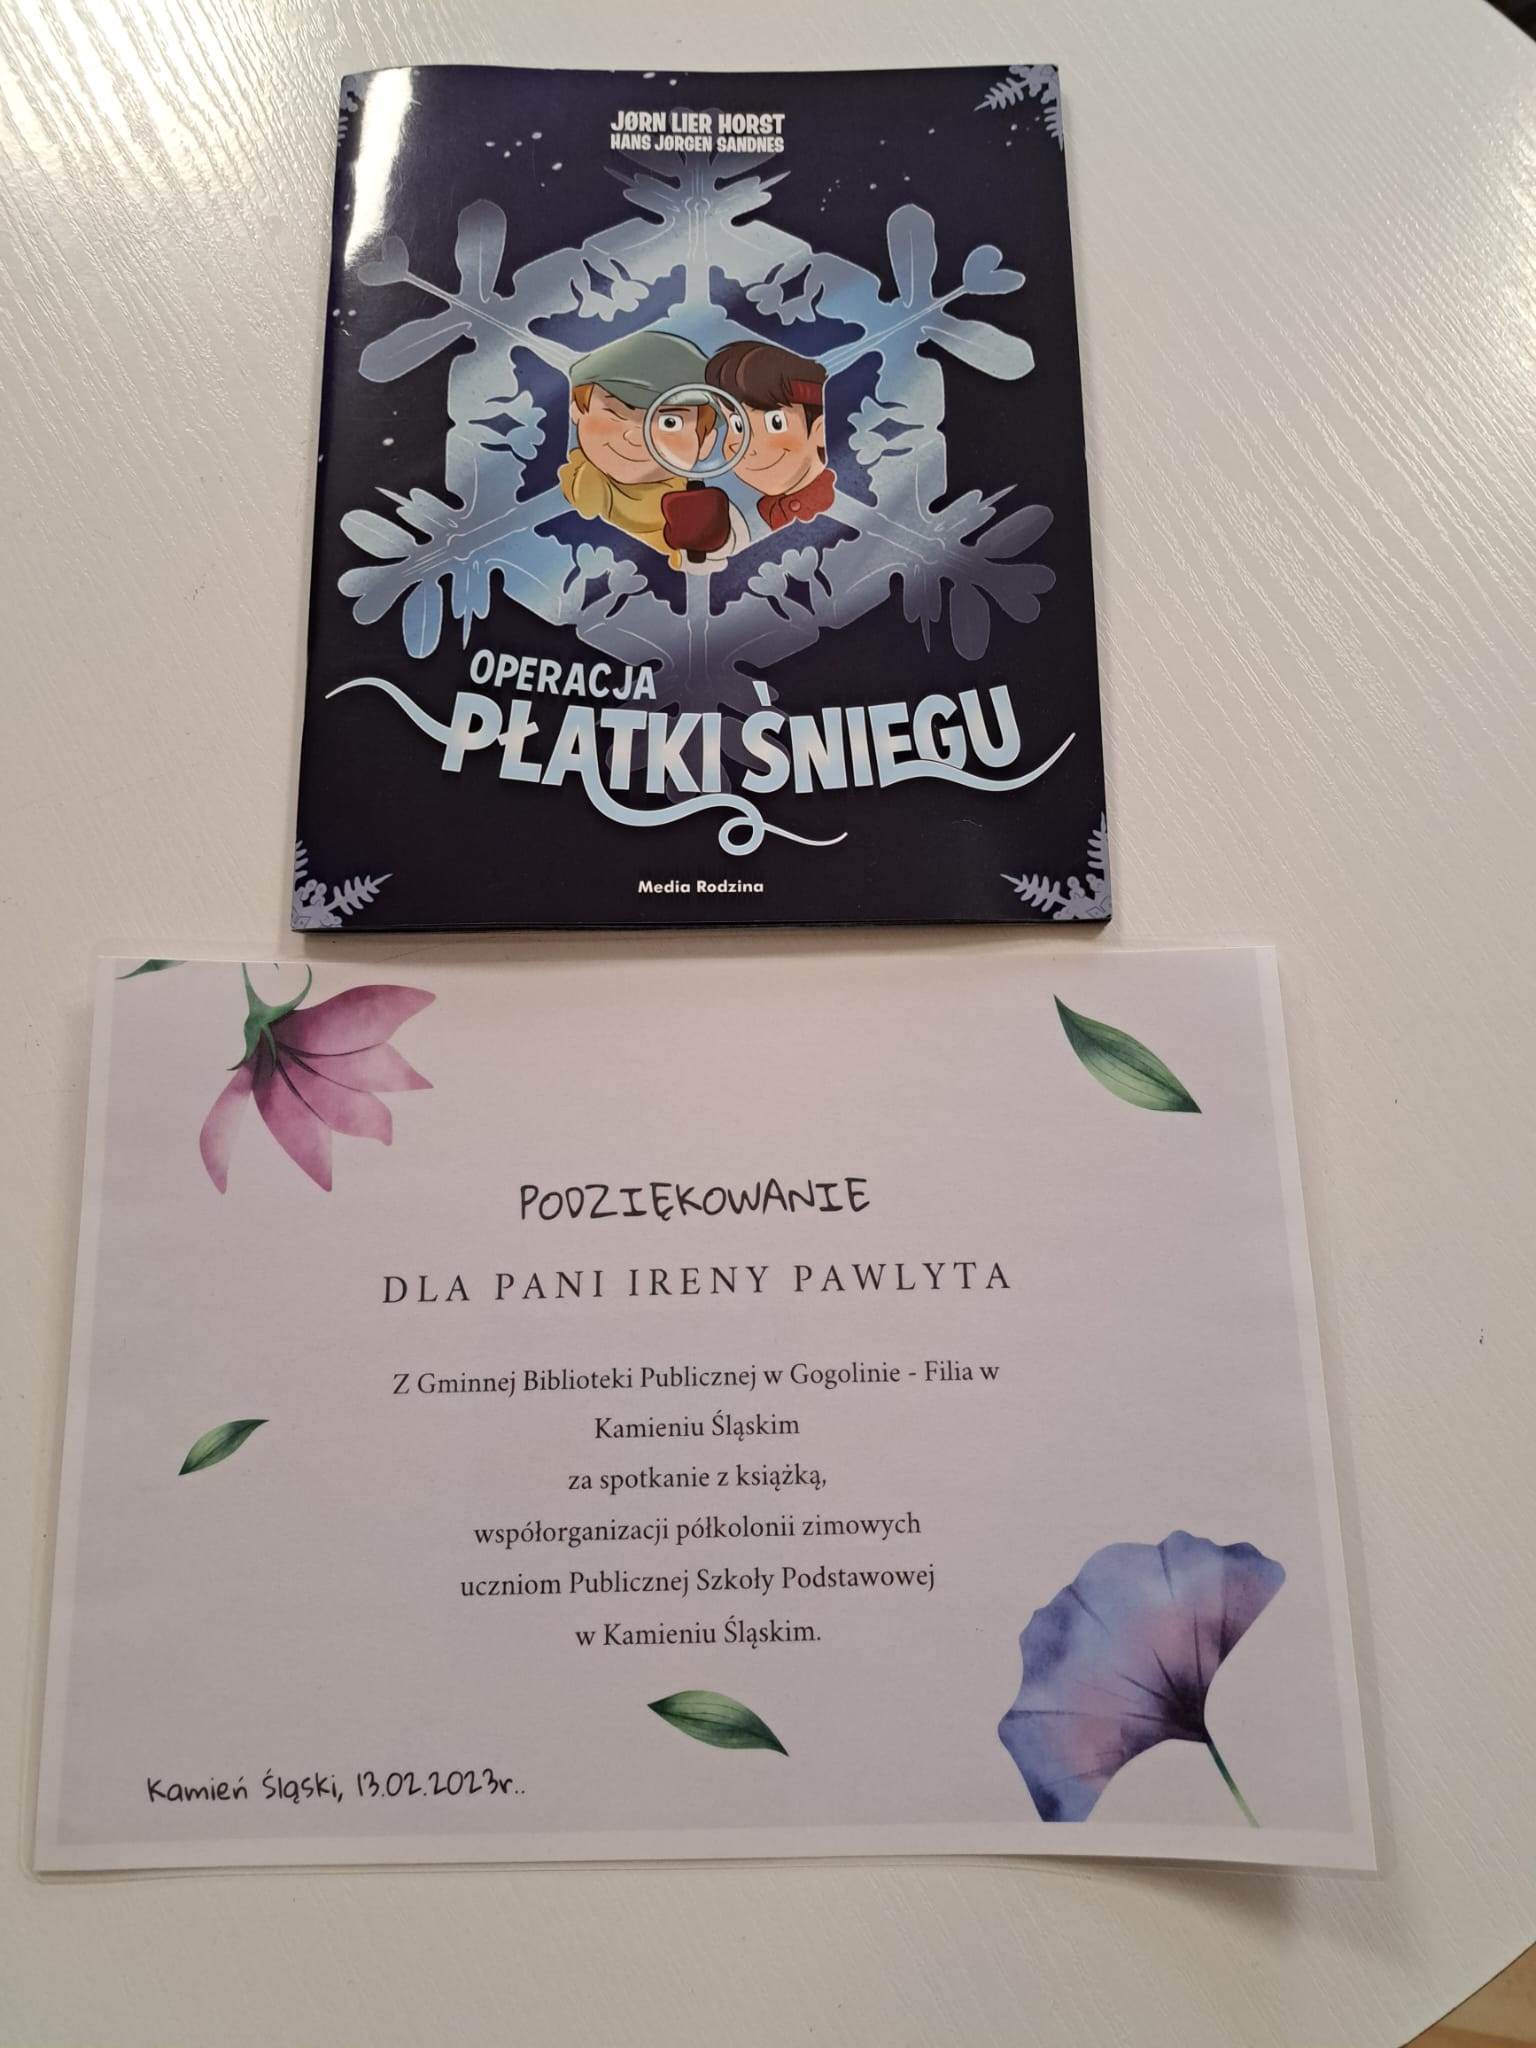 JØRN LIER HORST
HANS JØRGEN SANDNES
OPERACJA
PŁATKI ŚNIEGU
Media Rodzina
PODZIĘKOWANIE
DLA PANI IRENY PAWLYTA
Z Gminnej Biblioteki Publicznej w Gogolinie - Filia w
Kamieniu Śląskim
za spotkanie z książką,
współorganizacji półkolonii zimowych
uczniom Publicznej Szkoły Podstawowej
w Kamieniu Śląskim.
Kamień Śląski, 13.02.2023r..